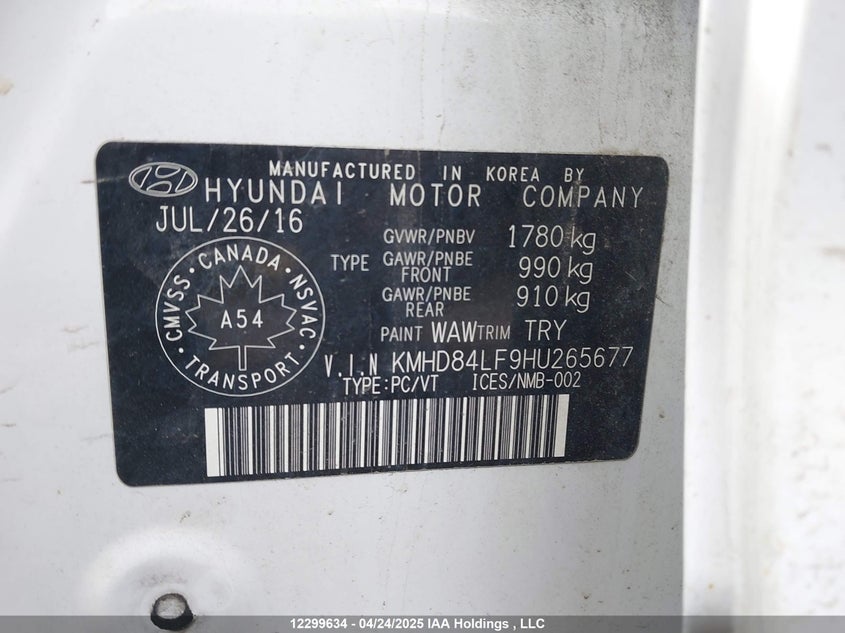 MANUFACTURED IN KOREA BY
HYUNDAI MOTOR COMPANY
JUL/26/16
GVWR/PNBV 1780 kg
TYPE GAWR/PNBE FRONT 990 kg
GAWR/PNBE REAR 910 kg
PAINT WAW TRIM TRY
CMVSS · CANADA · NSVAC · TRANSPORT ·
A54
V.I.N KMHD84LF9HU265677
TYPE:PC/VT ICES/NMB-002
12299634 - 04/24/2025 IAA Holdings , LLC